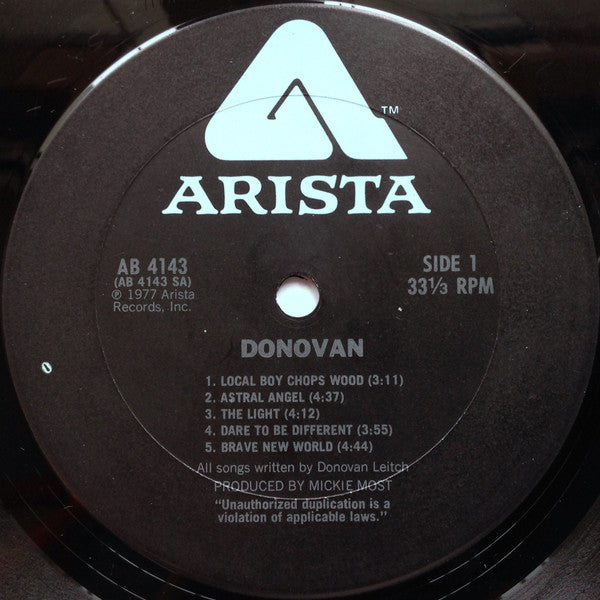 TM
ARISTA
AB 4143
(AB 4143 SA)
℗ 1977 Arista
Records, Inc.
SIDE 1
33⅓ RPM
DONOVAN
1. LOCAL BOY CHOPS WOOD (3:11)
2. ASTRAL ANGEL (4:37)
3. THE LIGHT (4:12)
4. DARE TO BE DIFFERENT (3:55)
5. BRAVE NEW WORLD (4:44)
All songs written by Donovan Leitch
PRODUCED BY MICKIE MOST
"Unauthorized duplication is a
violation of applicable laws."